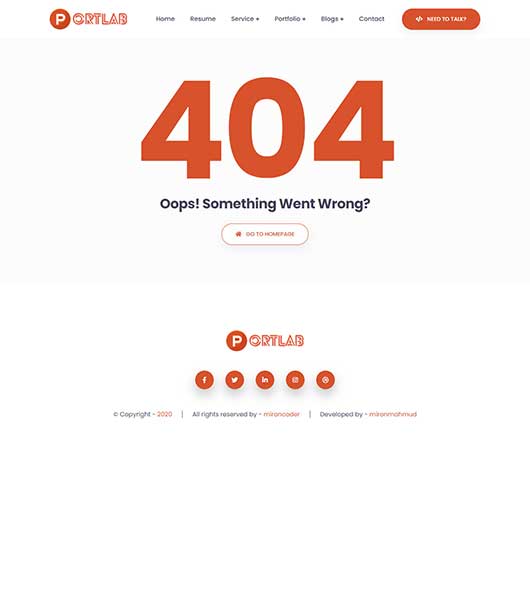 PORTLAB Home Resume Service + Portfolio + Blogs + Contact </> NEED TO TALK?
404
Oops! Something Went Wrong?
GO TO HOMEPAGE
PORTLAB
© Copyright - 2020 | All rights reserved by - mironcoder | Developed by - mironmahmud